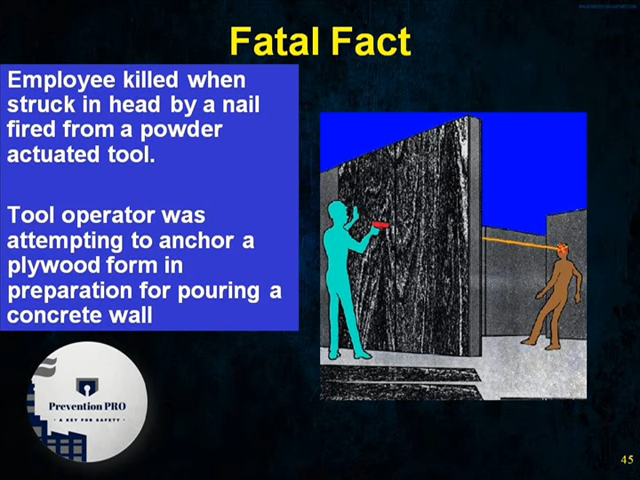 Fatal Fact
Employee killed when
struck in head by a nail
fired from a powder
actuated tool.
Tool operator was
attempting to anchor a
plywood form in
preparation for pouring a
concrete wall
Prevention PRO
A KEY FOR SAFETY
45